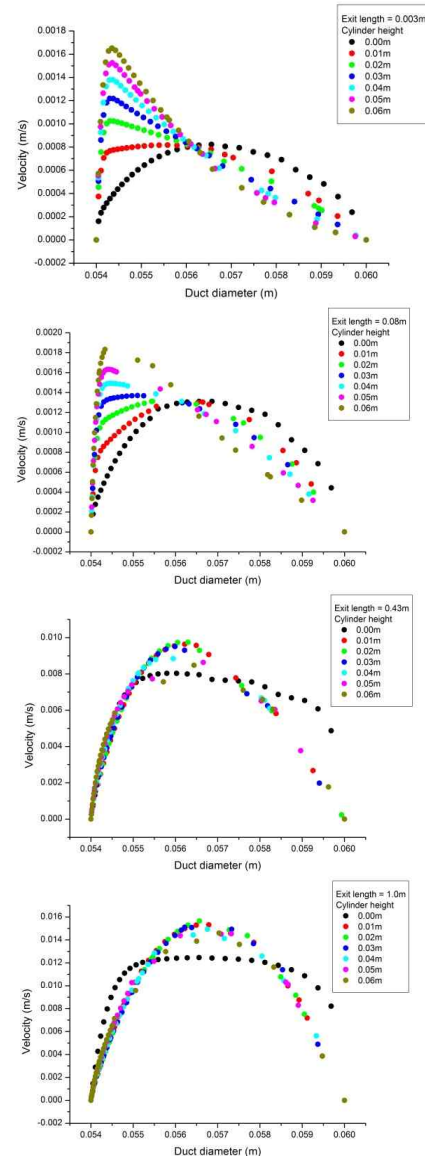 Exit length = 0.003m
Cylinder height
0.00m
0.01m
0.02m
0.03m
0.04m
0.05m
0.06m
0.0018
0.0016
0.0014
0.0012
0.0010
0.0008
0.0006
0.0004
0.0002
0.0000
-0.0002
Velocity (m/s)
0.054 0.055 0.056 0.057 0.058 0.059 0.060
Duct diameter (m)
Exit length = 0.08m
Cylinder height
0.00m
0.01m
0.02m
0.03m
0.04m
0.05m
0.06m
0.0020
0.0018
0.0016
0.0014
0.0012
0.0010
0.0008
0.0006
0.0004
0.0002
0.0000
-0.0002
Velocity (m/s)
0.054 0.055 0.056 0.057 0.058 0.059 0.060
Duct diameter (m)
Exit length = 0.43m
Cylinder height
0.00m
0.01m
0.02m
0.03m
0.04m
0.05m
0.06m
0.010
0.008
0.006
0.004
0.002
0.000
Velocity (m/s)
0.054 0.055 0.056 0.057 0.058 0.059 0.060
Duct diameter (m)
Exit length = 1.0m
Cylinder height
0.00m
0.01m
0.02m
0.03m
0.04m
0.05m
0.06m
0.016
0.014
0.012
0.010
0.008
0.006
0.004
0.002
0.000
Velocity (m/s)
0.054 0.055 0.056 0.057 0.058 0.059 0.060
Duct diameter (m)